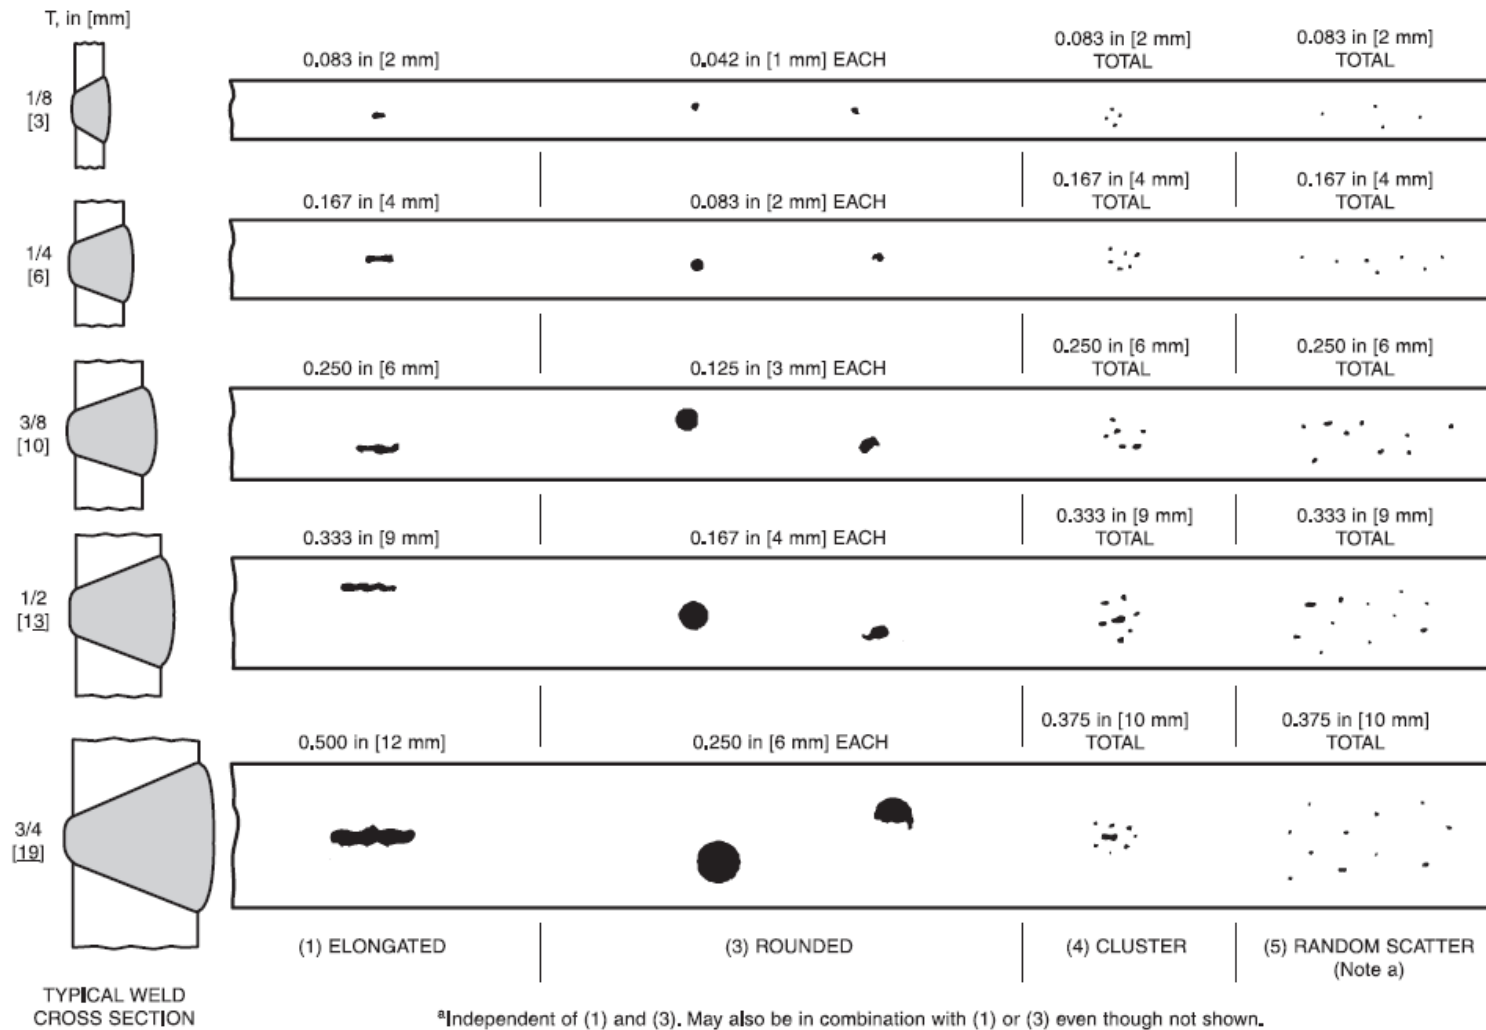 T, in [mm]
0.083 in [2 mm]
0.042 in [1 mm] EACH
0.083 in [2 mm]
TOTAL
0.083 in [2 mm]
TOTAL
1/8
[3]
0.167 in [4 mm]
0.083 in [2 mm] EACH
0.167 in [4 mm]
TOTAL
0.167 in [4 mm]
TOTAL
1/4
[6]
0.250 in [6 mm]
0.125 in [3 mm] EACH
0.250 in [6 mm]
TOTAL
0.250 in [6 mm]
TOTAL
3/8
[10]
0.333 in [9 mm]
0.167 in [4 mm] EACH
0.333 in [9 mm]
TOTAL
0.333 in [9 mm]
TOTAL
1/2
[13]
0.500 in [12 mm]
0.250 in [6 mm] EACH
0.375 in [10 mm]
TOTAL
0.375 in [10 mm]
TOTAL
3/4
[19]
(1) ELONGATED
(3) ROUNDED
(4) CLUSTER
(5) RANDOM SCATTER
(Note a)
TYPICAL WELD
CROSS SECTION
aIndependent of (1) and (3). May also be in combination with (1) or (3) even though not shown.